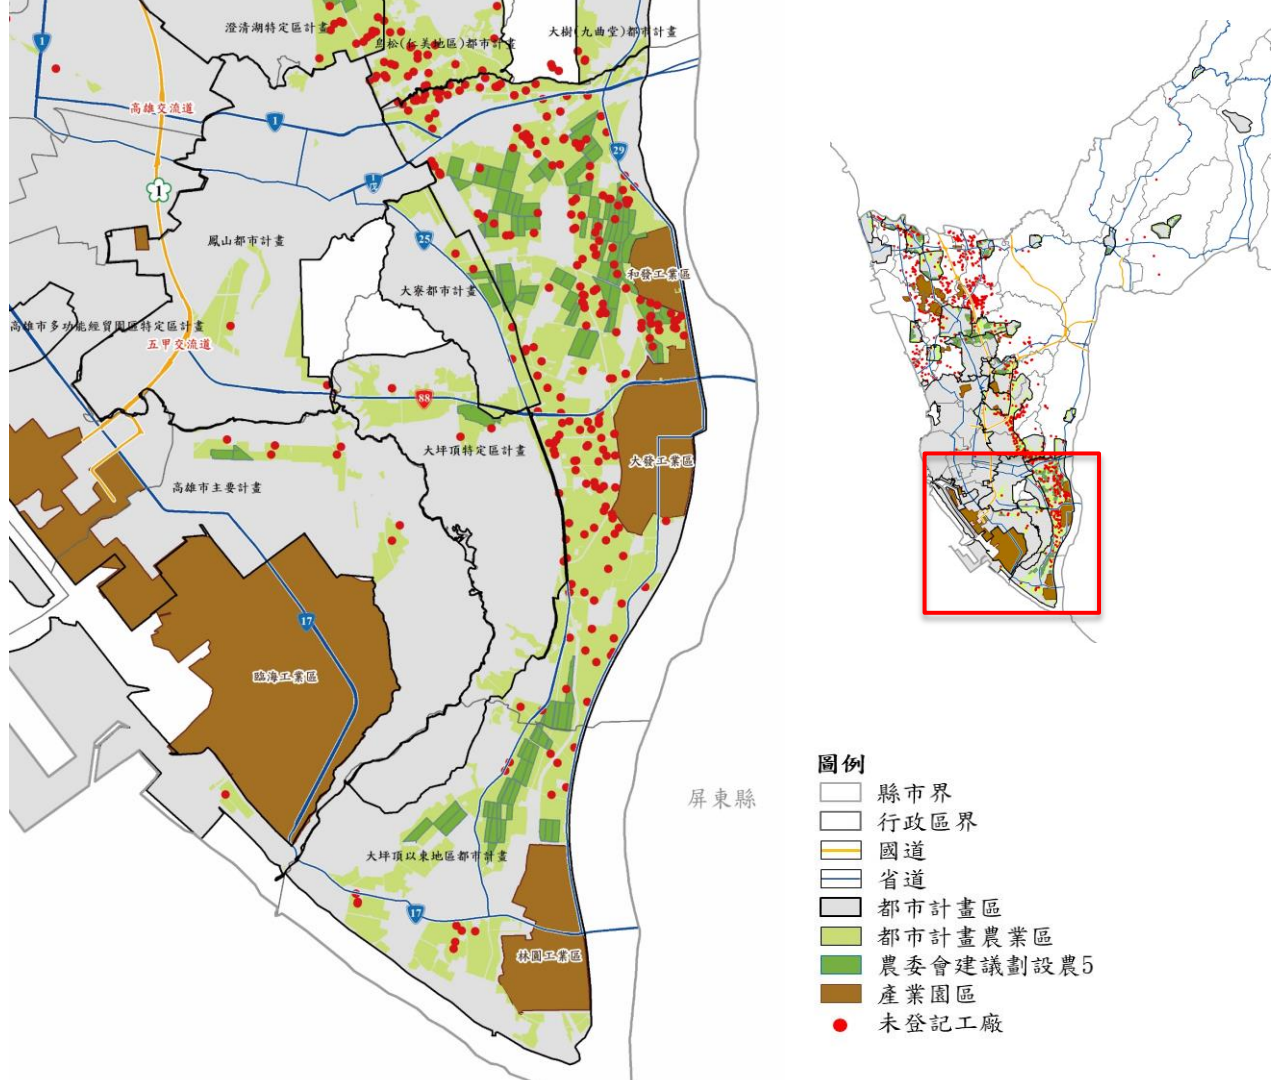 澄清湖特定區計畫
大樹(九曲堂)都市計畫
鳥松(仁美地區)都市計畫
1
高雄交流道
1
29
1
1
鳳山都市計畫
25
和發工業區
大寮都市計畫
高雄市多功能經貿園區特定區計畫
五甲交流道
88
大坪頂特定區計畫
大發工業區
高雄市主要計畫
17
臨海工業區
屏東縣
大坪頂以東地區都市計畫
17
林園工業區
圖例
縣市界
行政區界
國道
省道
都市計畫區
都市計畫農業區
農委會建議劃設農5
產業園區
未登記工廠